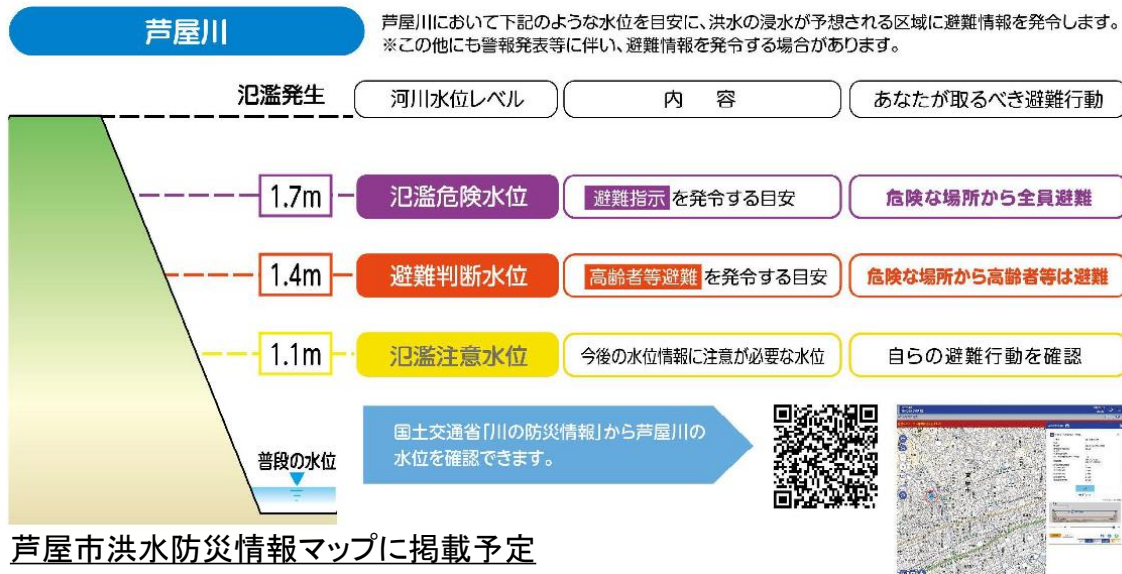 芦屋川
芦屋川において下記のような水位を目安に、洪水の浸水が予想される区域に避難情報を発令します。
※この他にも警報発表等に伴い、避難情報を発令する場合があります。
氾濫発生 河川水位レベル 内 容 あなたが取るべき避難行動
1.7m 氾濫危険水位 避難指示 を発令する目安 危険な場所から全員避難
1.4m 避難判断水位 高齢者等避難 を発令する目安 危険な場所から高齢者等は避難
1.1m 氾濫注意水位 今後の水位情報に注意が必要な水位 自らの避難行動を確認
国土交通省「川の防災情報」から芦屋川の
水位を確認できます。
普段の水位
芦屋市洪水防災情報マップに掲載予定